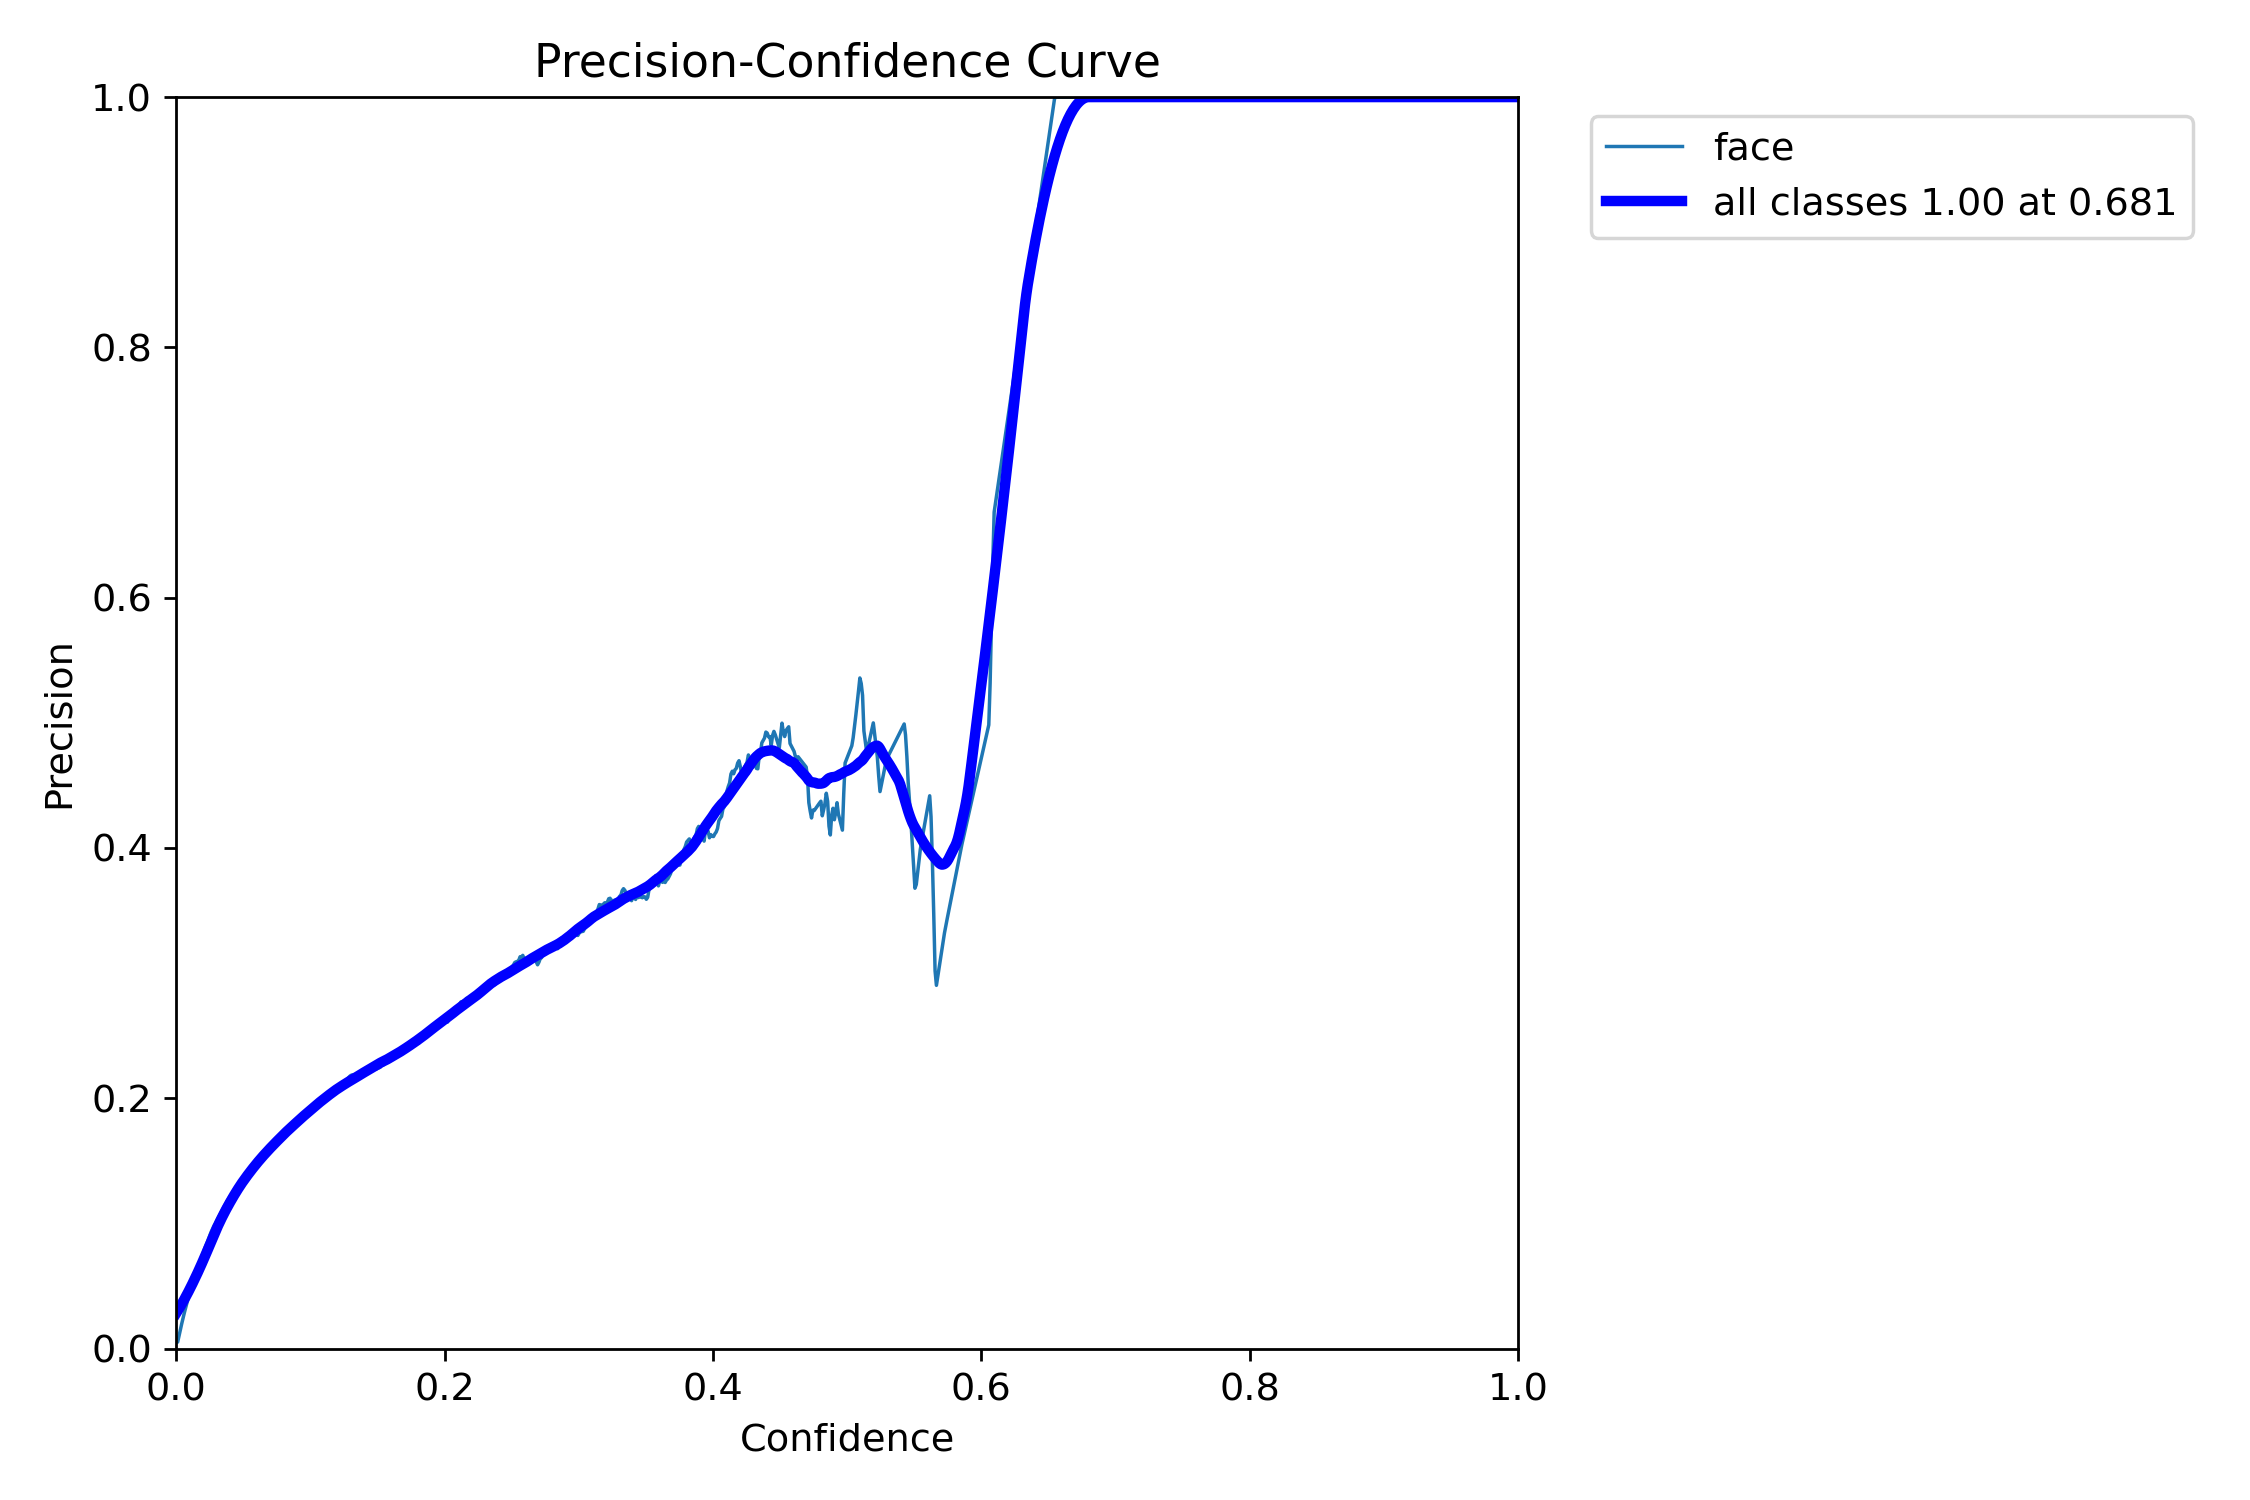 Precision-Confidence Curve
face
all classes 1.00 at 0.681
1.0
0.8
0.6
0.4
0.2
0.0
Precision
0.0 0.2 0.4 0.6 0.8 1.0
Confidence